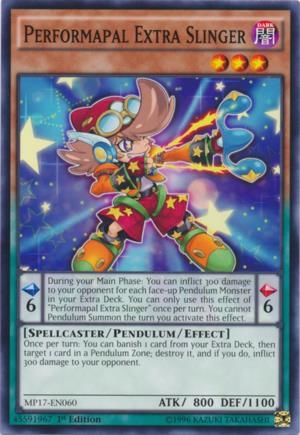 PERFORMAPAL EXTRA SLINGER
DARK
闇
During your Main Phase: You can inflict 300
damage to your opponent for each face-up Pendulum Monster
in your Extra Deck. You can only use this effect of
"Performapal Extra Slinger" once per turn. You cannot
Pendulum Summon the turn you activate this effect.
6
6
[SPELLCASTER/PENDULUM/EFFECT]
Once per turn: You can banish 1 card from your Extra Deck, then
target 1 card in a Pendulum Zone; destroy it, and if you do, inflict
300 damage to your opponent.
MP17-EN060
ATK/ 800 DEF/1100
45591967 1st Edition
©1996 KAZUKI TAKAHASHI